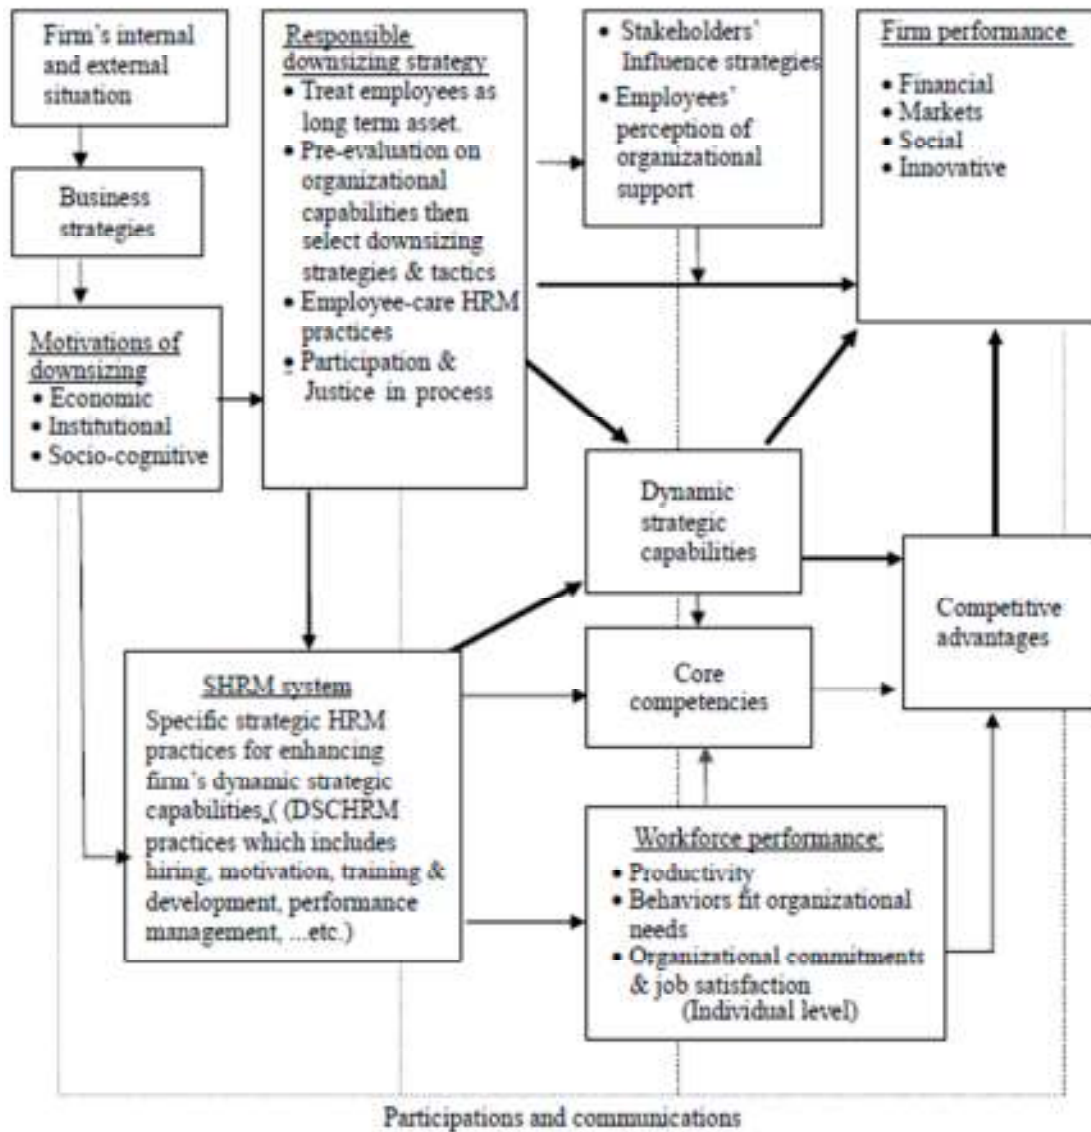 Firm's internal
and external
situation
Business
strategies
Motivations of
downsizing
• Economic
• Institutional
• Socio-cognitive
Responsible
downsizing strategy
• Treat employees as
long term asset.
• Pre-evaluation on
organizational
capabilities then
select downsizing
strategies & tactics
• Employee-care HRM
practices
• Participation &
Justice in process
• Stakeholders'
Influence strategies
• Employees'
perception of
organizational
support
Firm performance
• Financial
• Markets
• Social
• Innovative
Dynamic
strategic
capabilities
Competitive
advantages
Core
competencies
SHRM system
Specific strategic HRM
practices for enhancing
firm's dynamic strategic
capabilities,( (DSCHRM
practices which includes
hiring, motivation, training &
development, performance
management, ...etc.)
Workforce performance:
• Productivity
• Behaviors fit organizational
needs
• Organizational commitments
& job satisfaction
(Individual level)
Participations and communications